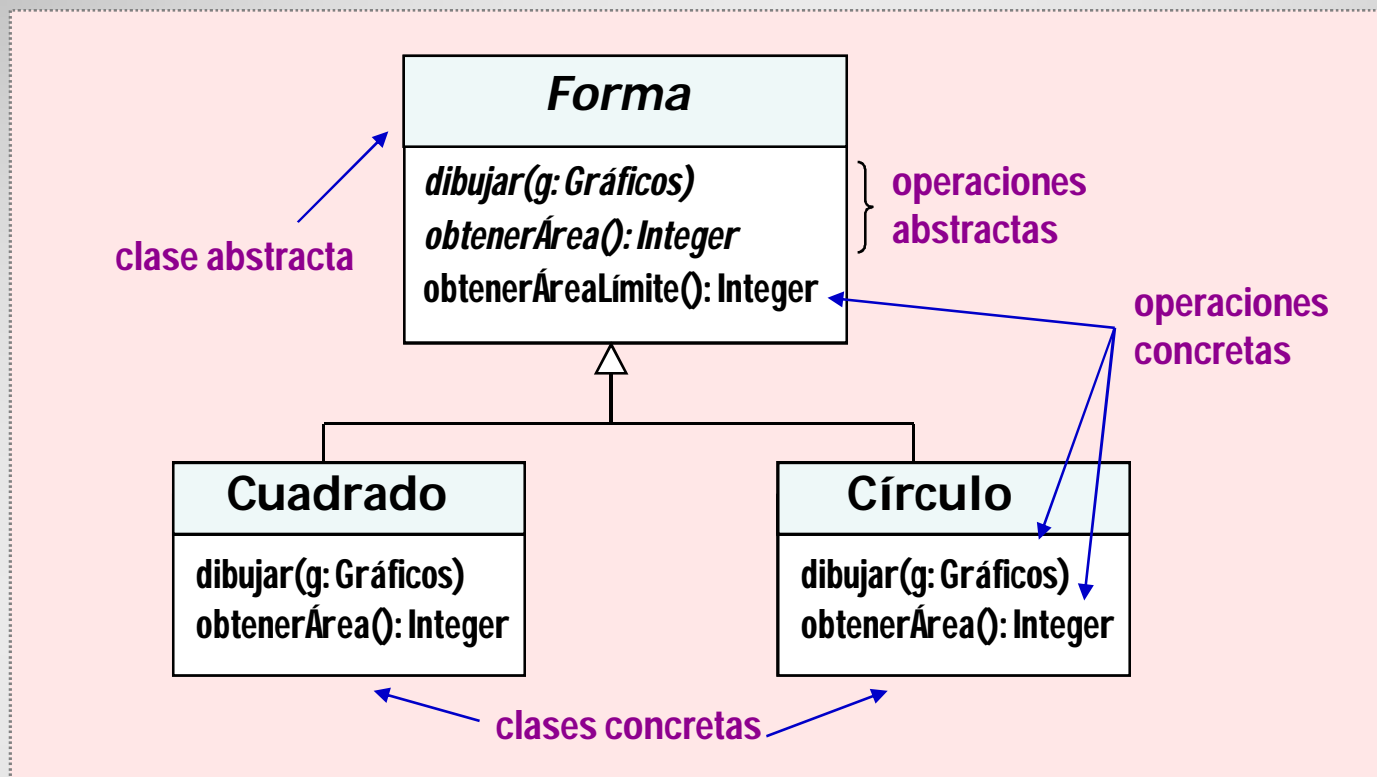 Forma
dibujar(g: Gráficos)
obtenerÁrea(): Integer
obtenerÁreaLímite(): Integer
operaciones
abstractas
clase abstracta
operaciones
concretas
Cuadrado
dibujar(g: Gráficos)
obtenerÁrea(): Integer
Círculo
dibujar(g: Gráficos)
obtenerÁrea(): Integer
clases concretas